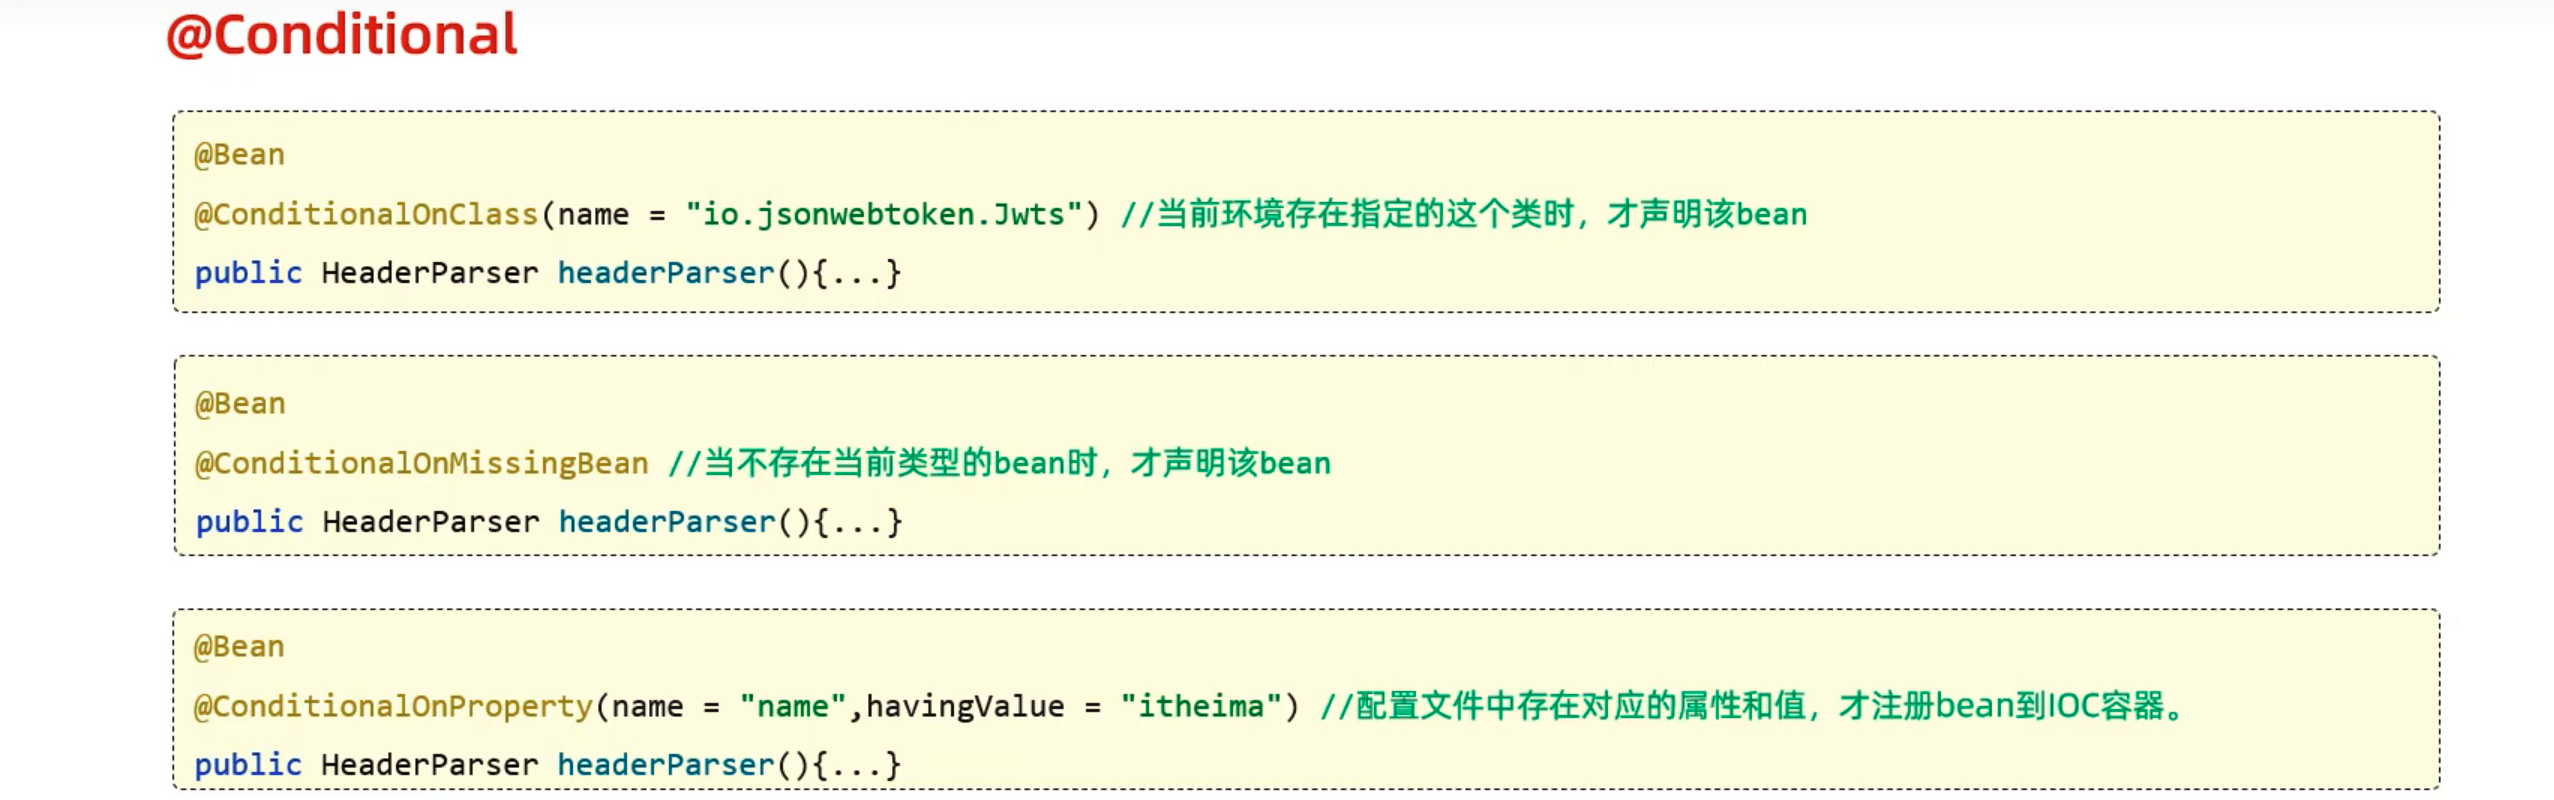 @Conditional
@Bean
@ConditionalOnClass(name = "io.jsonwebtoken.Jwts") //当前环境存在指定的这个类时，才声明该bean
public HeaderParser headerParser(){...}
@Bean
@ConditionalOnMissingBean //当不存在当前类型的bean时，才声明该bean
public HeaderParser headerParser(){...}
@Bean
@ConditionalOnProperty(name = "name",havingValue = "itheima") //配置文件中存在对应的属性和值，才注册bean到IOC容器。
public HeaderParser headerParser(){...}